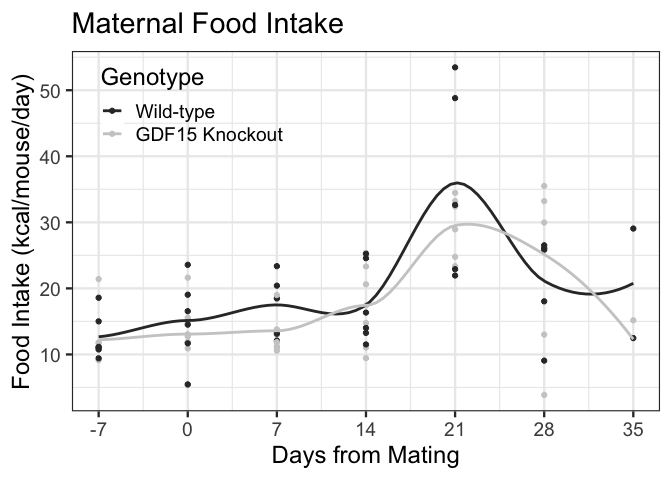 Maternal Food Intake
Food Intake (kcal/mouse/day)
Genotype
Wild-type
GDF15 Knockout
50
40
30
20
10
-7 0 7 14 21 28 35
Days from Mating